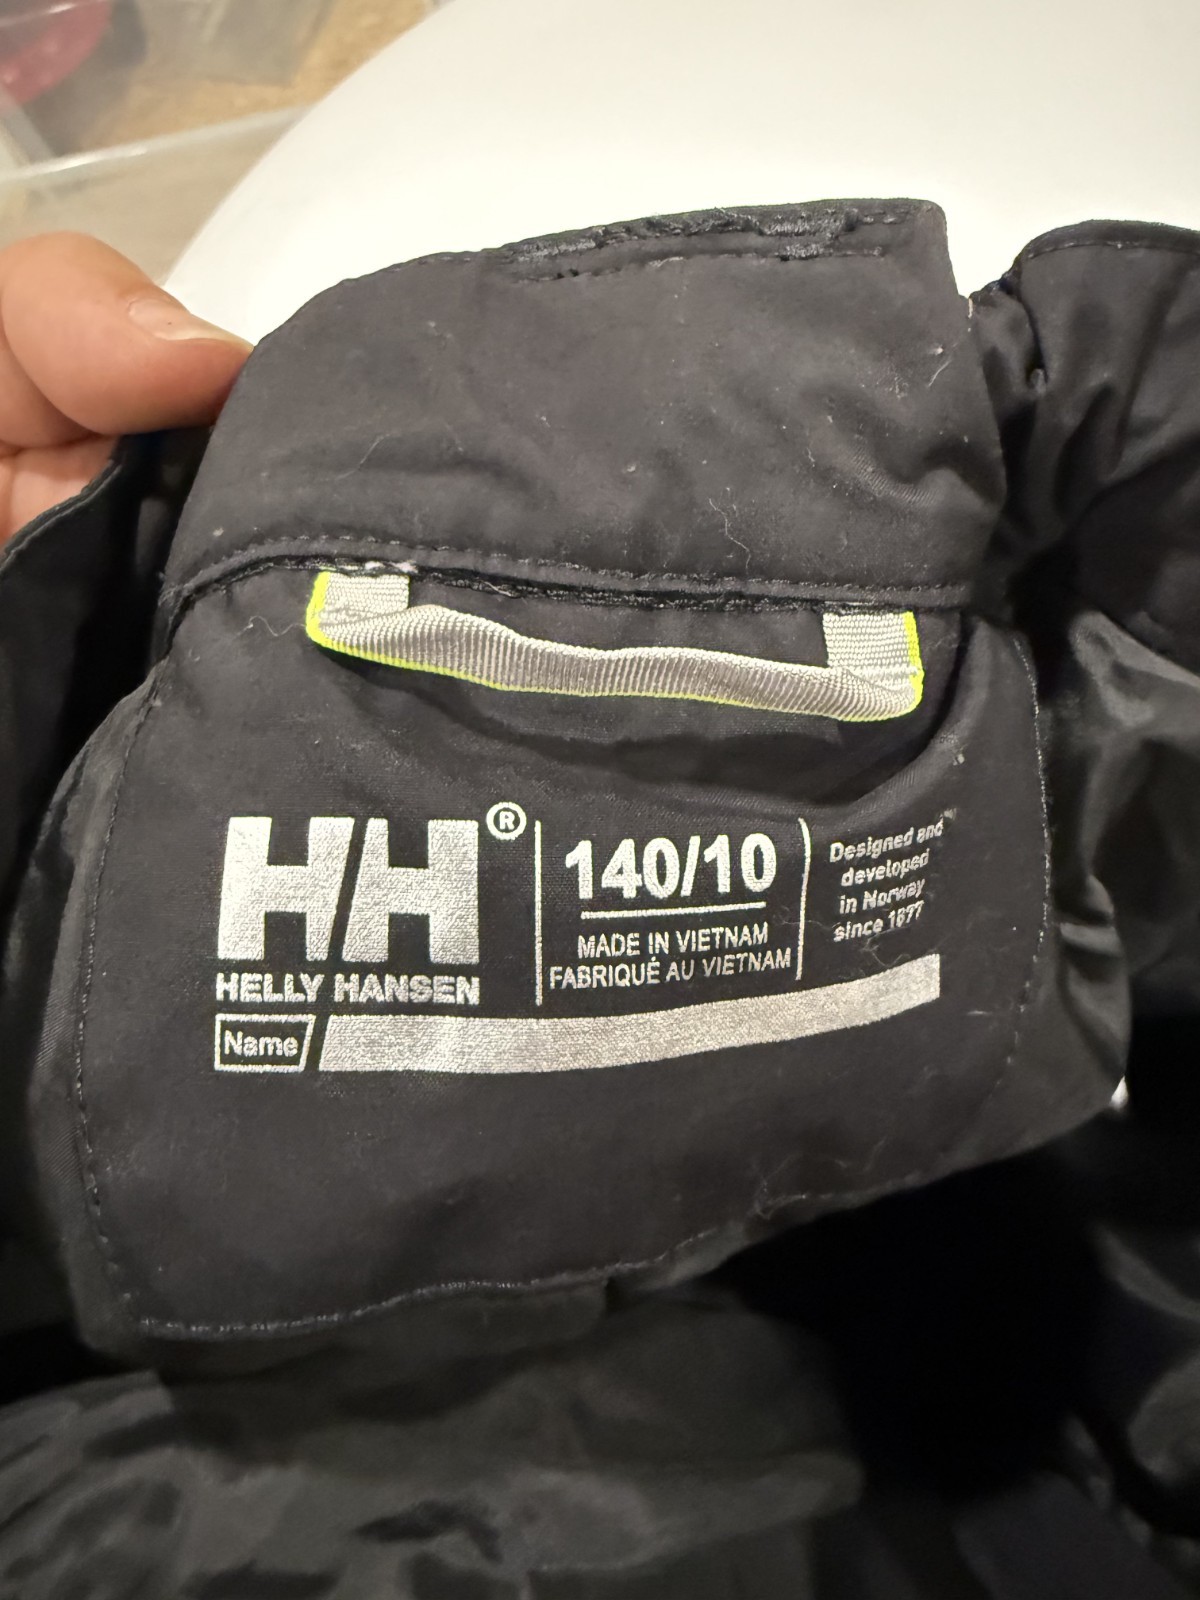 HH®
HELLY HANSEN
Name
140/10
MADE IN VIETNAM
FABRIQUÉ AU VIETNAM
Designed and
developed
in Norway
since 1877